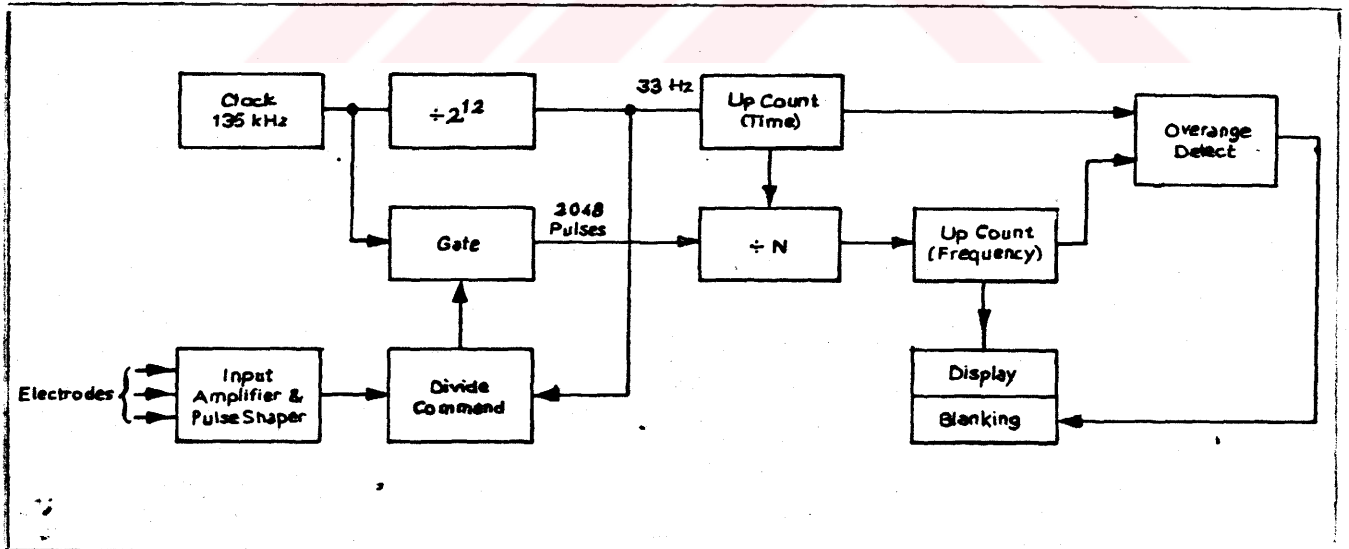 Clock
135 kHz
÷2¹²
33 Hz
Up Count
(Time)
Overange
Detect
Gate
2048
Pulses
÷ N
Up Count
(Frequency)
Electrodes
Input
Amplifier &
Pulse Shaper
Divide
Command
Display
Blanking